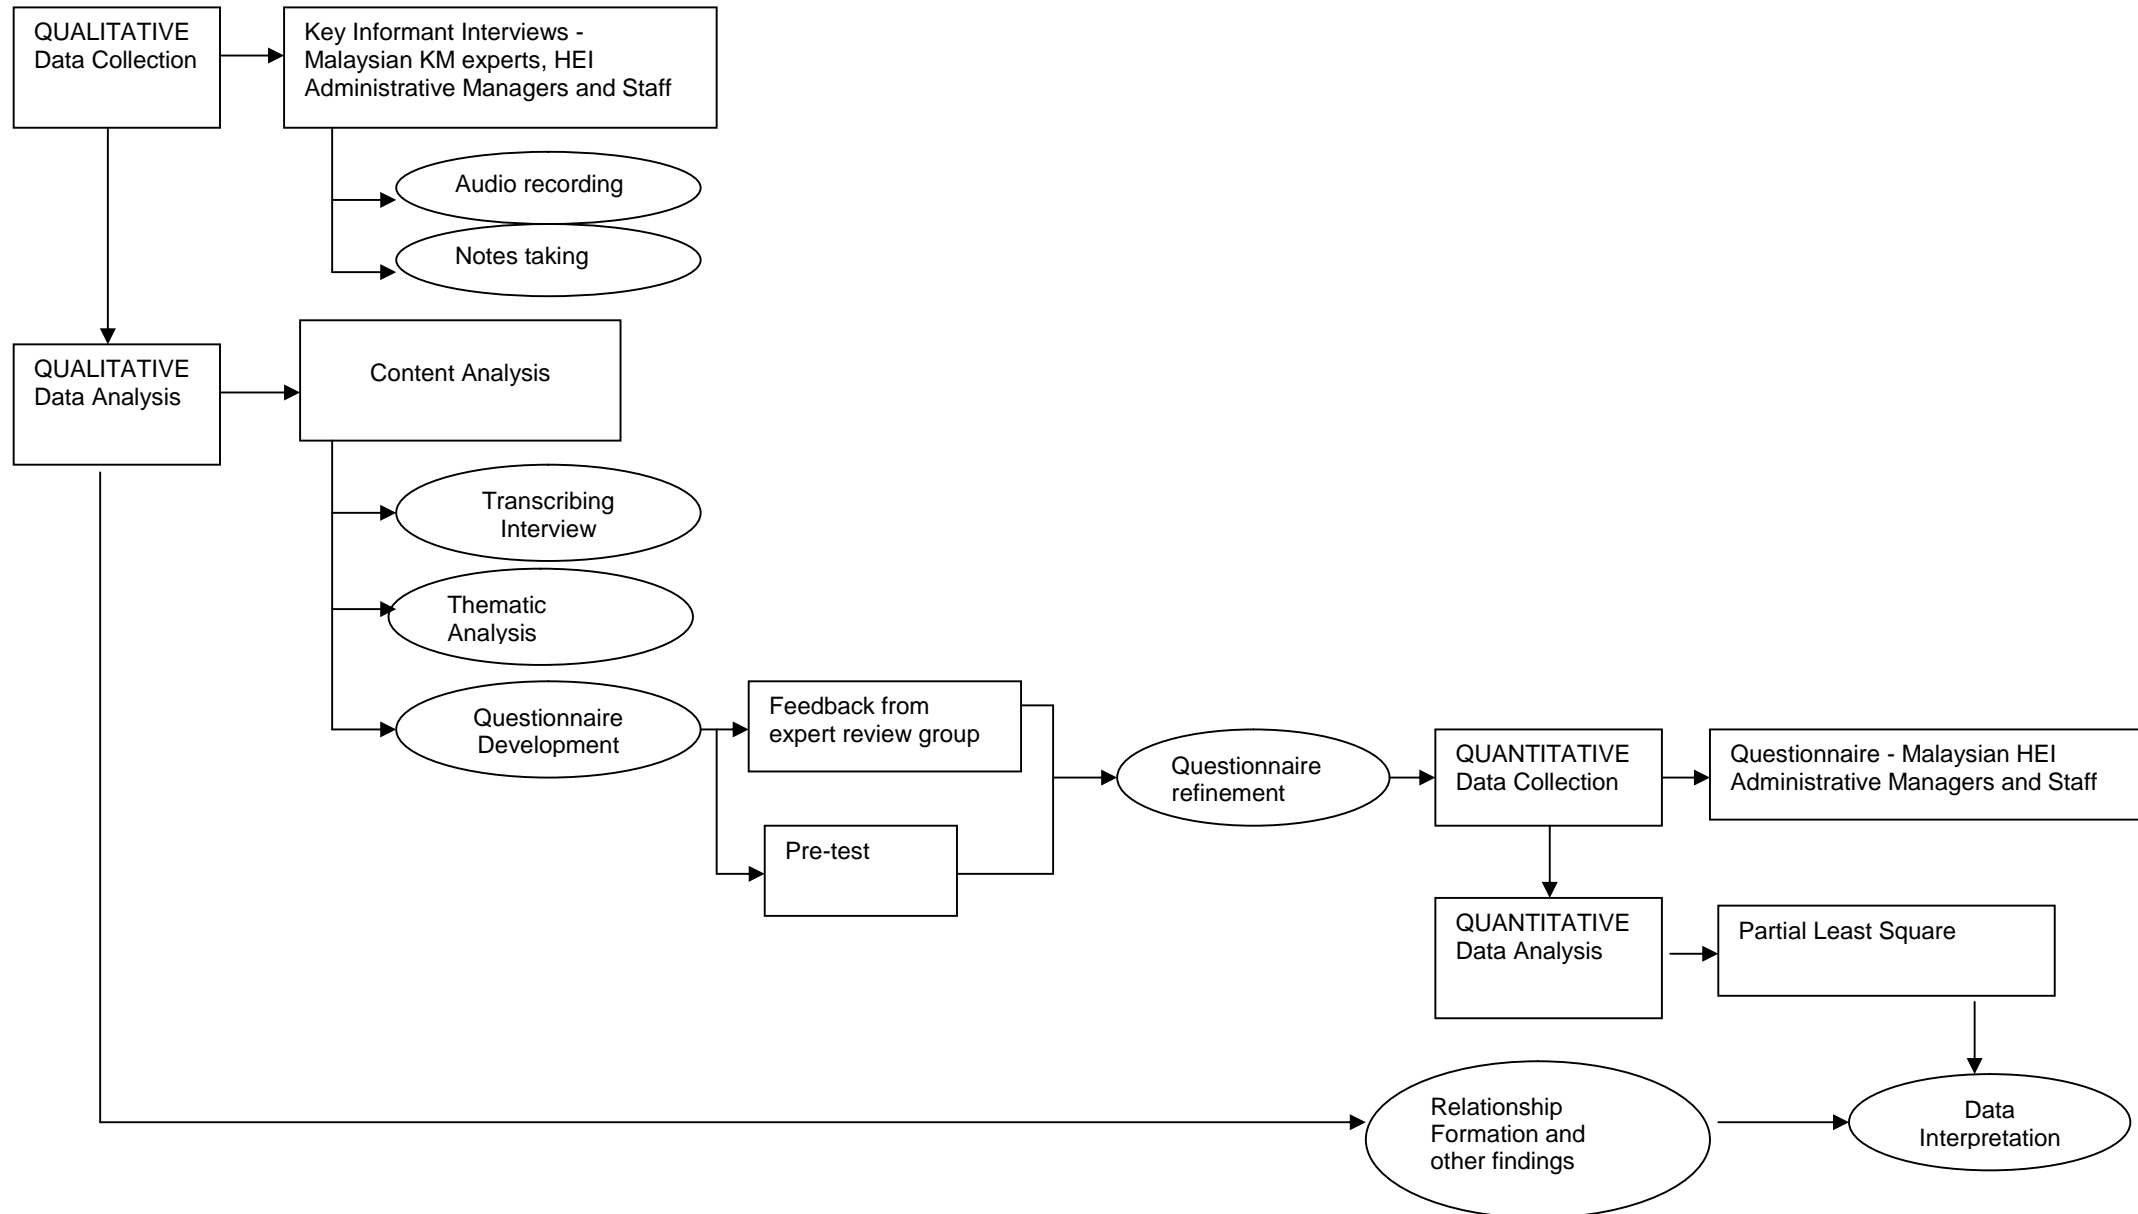 QUALITATIVE
Data Collection
Key Informant Interviews -
Malaysian KM experts, HEI
Administrative Managers and Staff
Audio recording
Notes taking
QUALITATIVE
Data Analysis
Content Analysis
Transcribing
Interview
Thematic
Analysis
Questionnaire
Development
Feedback from
expert review group
Pre-test
Questionnaire
refinement
QUANTITATIVE
Data Collection
Questionnaire - Malaysian HEI
Administrative Managers and Staff
QUANTITATIVE
Data Analysis
Partial Least Square
Relationship
Formation and
other findings
Data
Interpretation